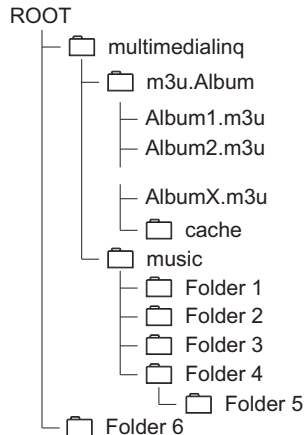 ROOT
multimedialinq
m3u.Album
Album1.m3u
Album2.m3u
AlbumX.m3u
cache
music
Folder 1
Folder 2
Folder 3
Folder 4
Folder 5
Folder 6